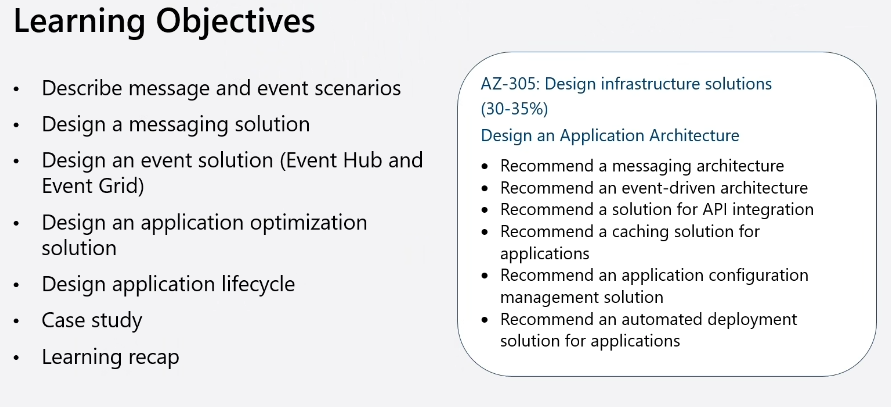 Learning Objectives
• Describe message and event scenarios
• Design a messaging solution
• Design an event solution (Event Hub and
Event Grid)
• Design an application optimization
solution
• Design application lifecycle
• Case study
• Learning recap
AZ-305: Design infrastructure solutions
(30-35%)
Design an Application Architecture
• Recommend a messaging architecture
• Recommend an event-driven architecture
• Recommend a solution for API integration
• Recommend a caching solution for
applications
• Recommend an application configuration
management solution
• Recommend an automated deployment
solution for applications